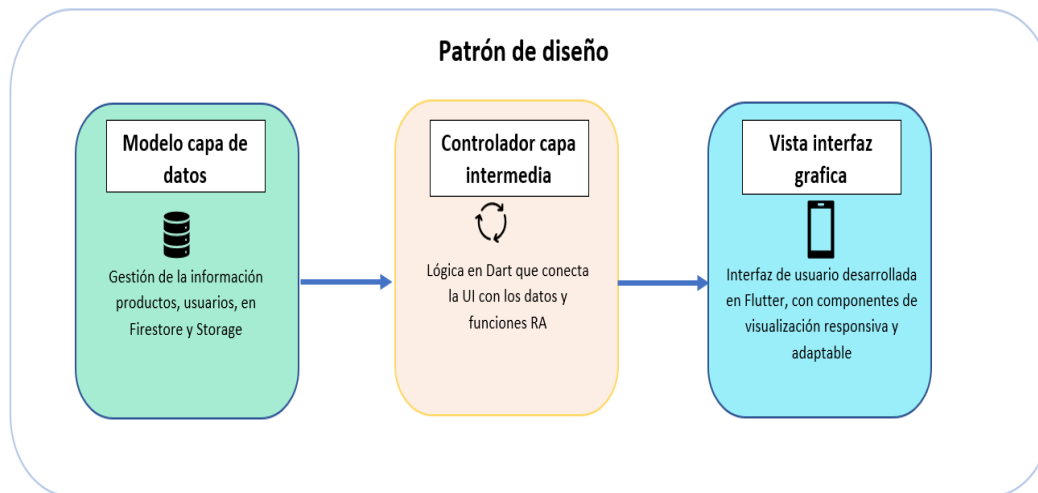 Patrón de diseño
Modelo capa de
datos
Gestión de la información
productos, usuarios, en
Firestore y Storage
Controlador capa
intermedia
Lógica en Dart que conecta
la UI con los datos y
funciones RA
Vista interfaz
grafica
Interfaz de usuario desarrollada
en Flutter, con componentes de
visualización responsiva y
adaptable